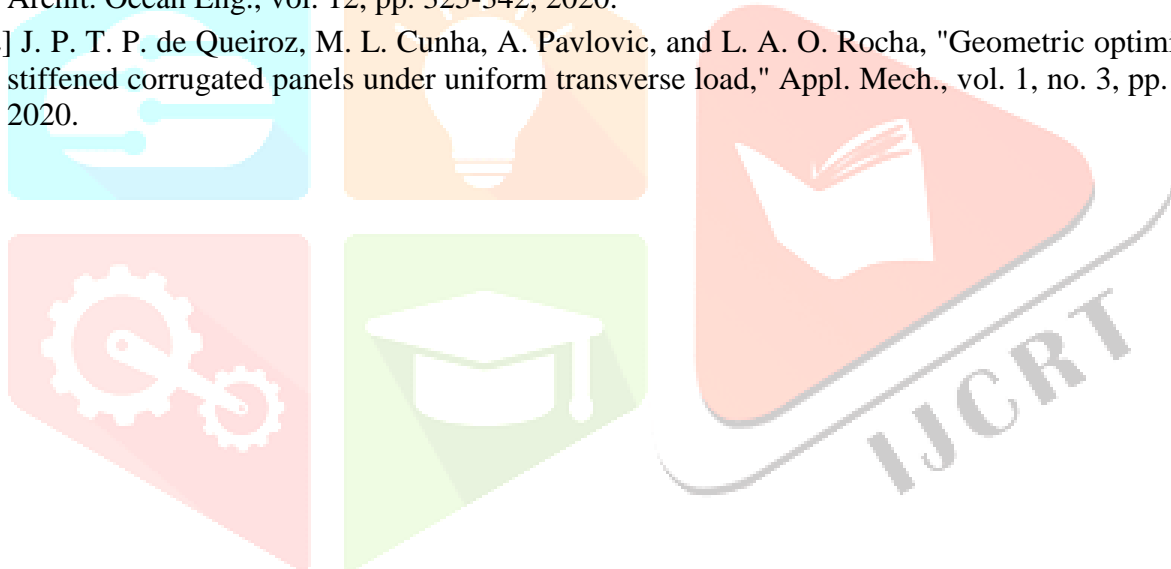 Archit. Ocean Eng., vol. 12, pp. 325-342, 2020.
] J. P. T. P. de Queiroz, M. L. Cunha, A. Pavlovic, and L. A. O. Rocha, "Geometric optimi
stiffened corrugated panels under uniform transverse load," Appl. Mech., vol. 1, no. 3, pp.
2020.
IJCRT